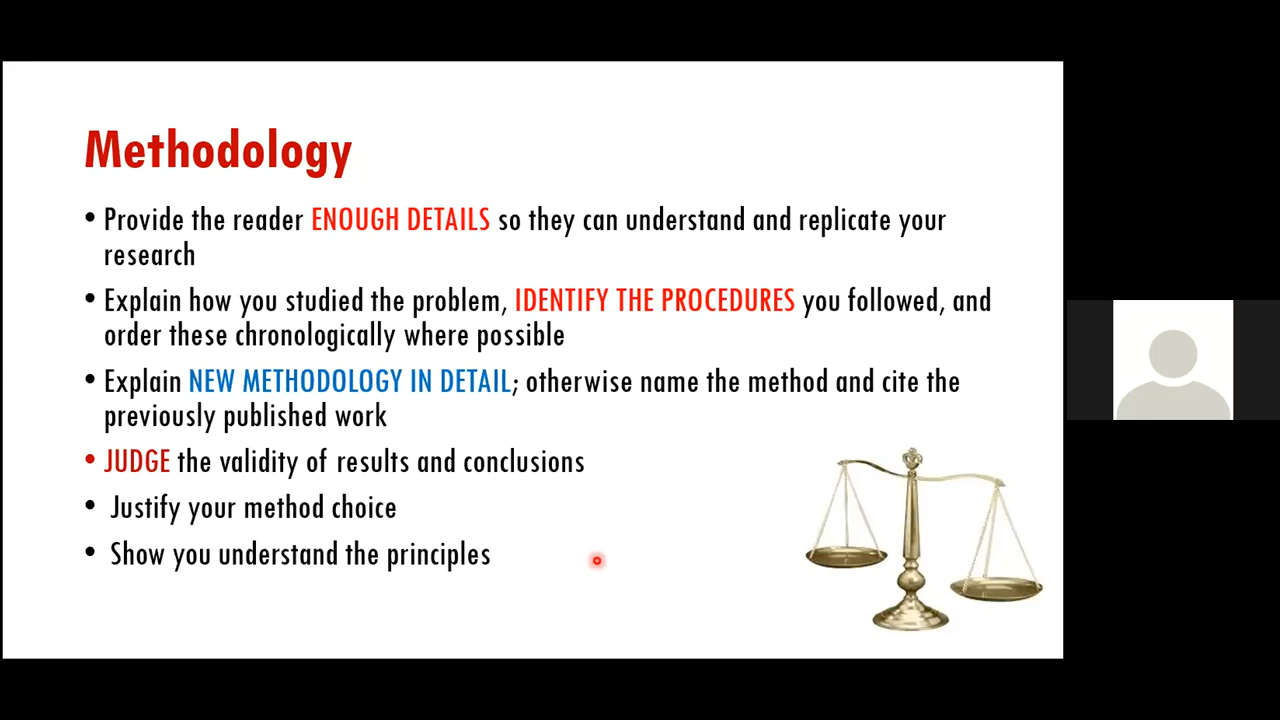 Methodology
• Provide the reader ENOUGH DETAILS so they can understand and replicate your
research
• Explain how you studied the problem, IDENTIFY THE PROCEDURES you followed, and
order these chronologically where possible
• Explain NEW METHODOLOGY IN DETAIL; otherwise name the method and cite the
previously published work
• JUDGE the validity of results and conclusions
• Justify your method choice
• Show you understand the principles